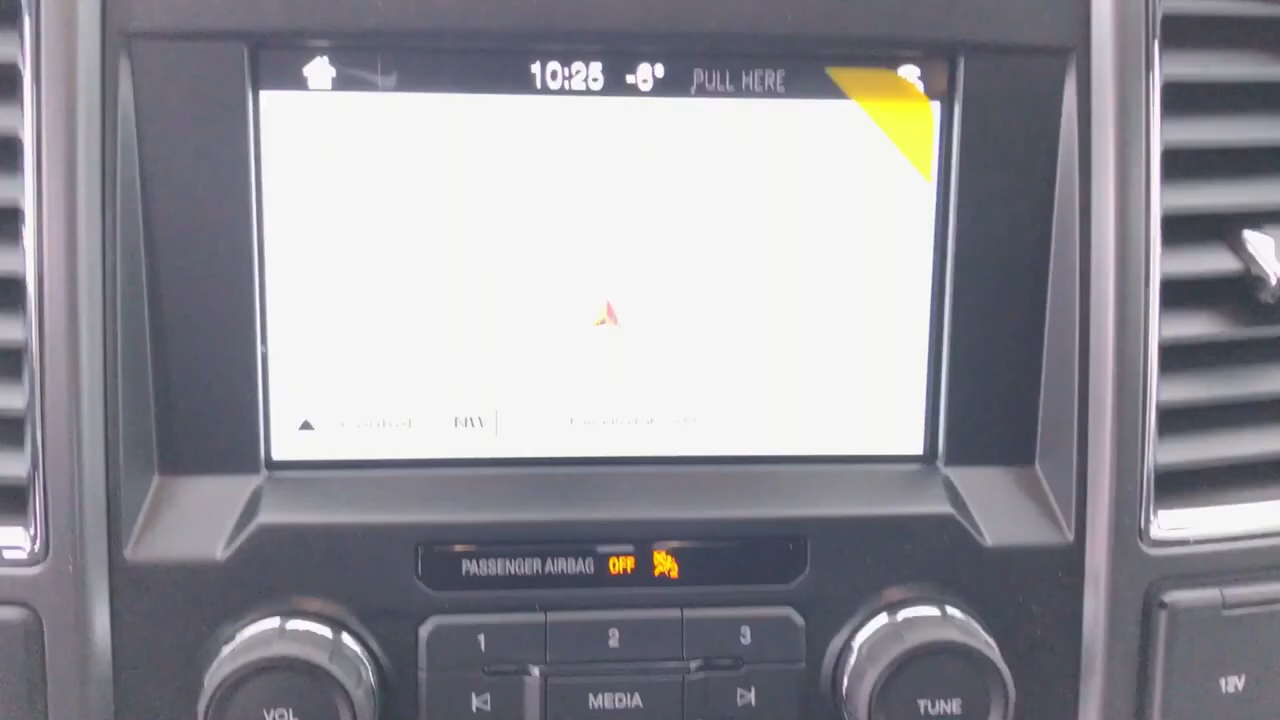 10:25 -6° PULL HERE
NW
PASSENGER AIRBAG OFF
1 2 3
MEDIA
VOL TUNE 12V